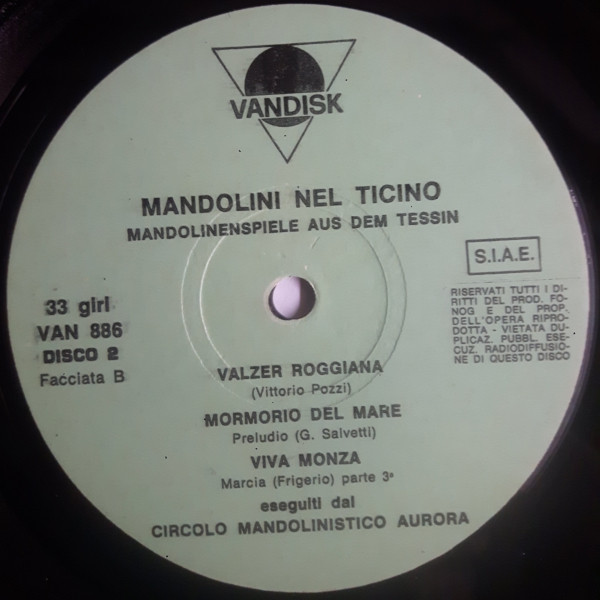 VANDISK
MANDOLINI NEL TICINO
MANDOLINENSPIELE AUS DEM TESSIN
S.I.A.E.
33 giri
VAN 886
DISCO 2
Facciata B
RISERVATI TUTTI I DI-
RITTI DEL PROD. FO-
NOG E DEL PROP.
DELL'OPERA RIPRO-
DOTTA - VIETATA DU-
PLICAZ. PUBBL. ESE-
CUZ. RADIODIFFUSIO-
NE DI QUESTO DISCO
VALZER ROGGIANA
(Vittorio Pozzi)
MORMORIO DEL MARE
Preludio (G. Salvetti)
VIVA MONZA
Marcia (Frigerio) parte 3ª
eseguiti dal
CIRCOLO MANDOLINISTICO AURORA